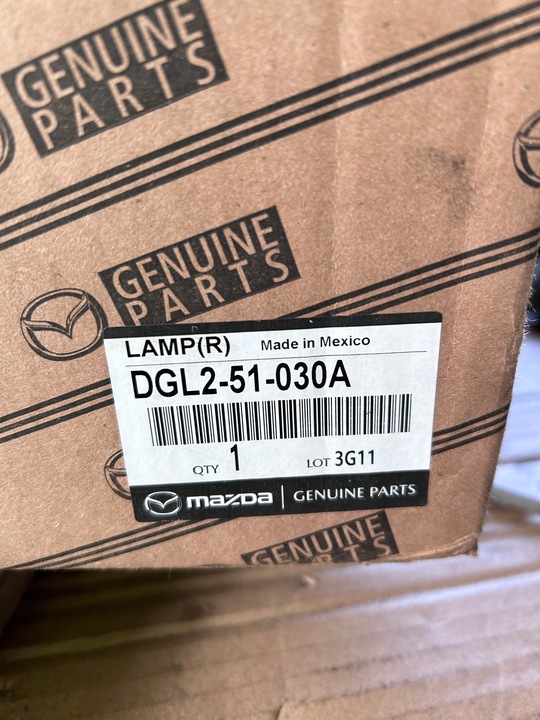 GENUINE
PARTS
GENUINE
PARTS
LAMP(R) Made in Mexico
DGL2-51-030A
QTY 1 LOT 3G11
mazda GENUINE PARTS
GENUINE
PARTS